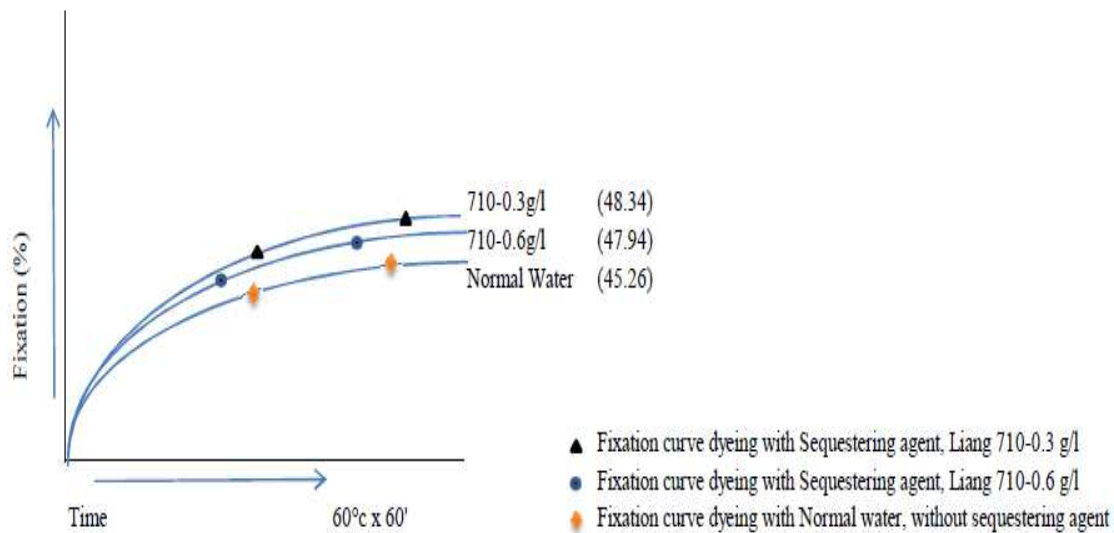 Fixation (%)
710-0.3g/l (48.34)
710-0.6g/l (47.94)
Normal Water (45.26)
Time 60°c x 60'
Fixation curve dyeing with Sequestering agent, Liang 710-0.3 g/l
Fixation curve dyeing with Sequestering agent, Liang 710-0.6 g/l
Fixation curve dyeing with Normal water, without sequestering agent